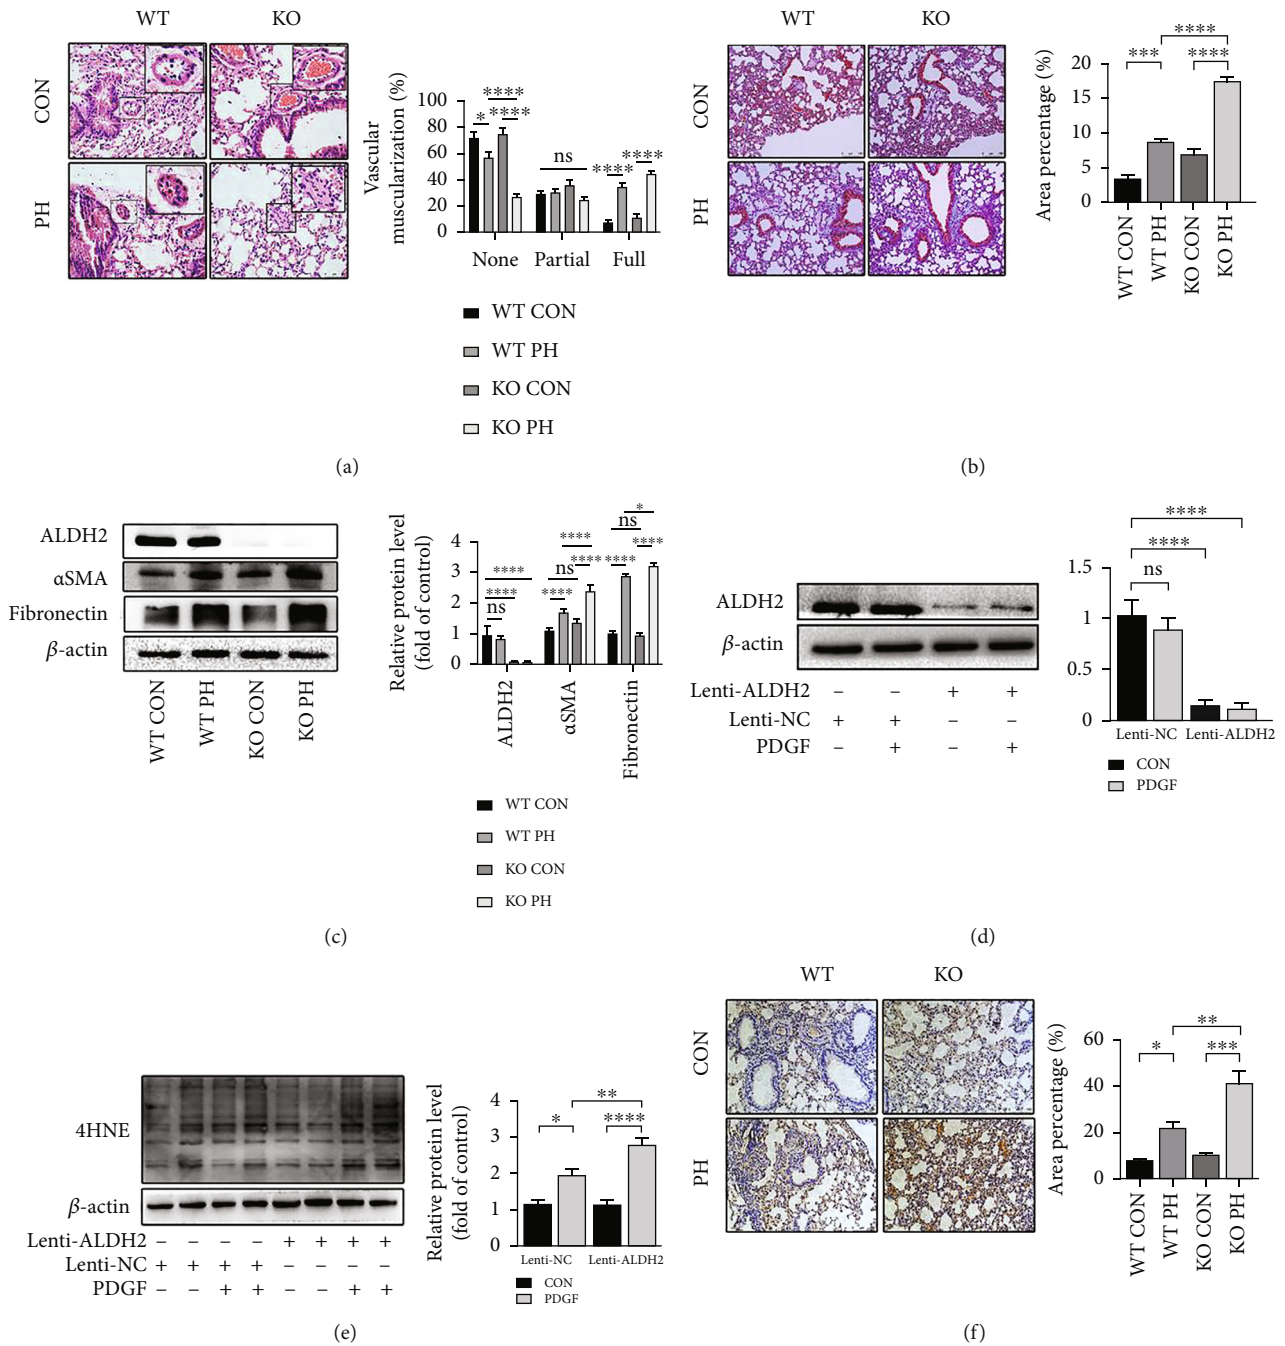 WT KO
CON
PH
Vascular
muscularization (%)
100
80
60
40
20
0
* **** ****
ns
**** ****
None Partial Full
WT CON
WT PH
KO CON
KO PH
(a)
WT KO
CON
PH
Area percentage (%)
20
15
10
5
0
****
*** ****
WT CON
WT PH
KO CON
KO PH
(b)
ALDH2
αSMA
Fibronectin
β-actin
WT CON
WT PH
KO CON
KO PH
Relative protein level
(fold of control)
4
3
2
1
0
****
****
ns
****
ns
**** ****
*
ns
**** ****
ALDH2
αSMA
Fibronectin
WT CON
WT PH
KO CON
KO PH
(c)
ALDH2
β-actin
Lenti-ALDH2 – – + +
Lenti-NC + + – –
PDGF – + – +
1.5
1
0.5
0
****
****
ns
Lenti-NC Lenti-ALDH2
CON
PDGF
(d)
4HNE
β-actin
Lenti-ALDH2 – – – – + + + +
Lenti-NC + + + + – – – –
PDGF – – + + – – + +
Relative protein level
(fold of control)
4
3
2
1
0
**
* ****
Lenti-NC Lenti-ALDH2
CON
PDGF
(e)
WT KO
CON
PH
Area percentage (%)
60
40
20
0
**
* ***
WT CON
WT PH
KO CON
KO PH
(f)